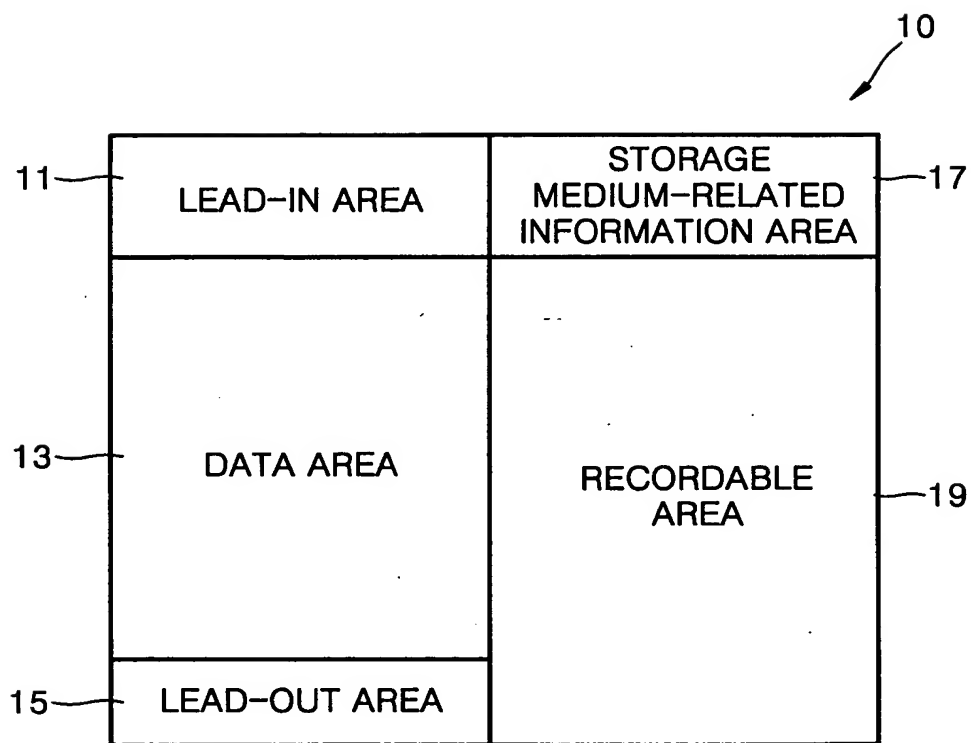 10
11
LEAD-IN AREA
STORAGE
MEDIUM-RELATED
INFORMATION AREA
17
13
DATA AREA
RECORDABLE
AREA
19
15
LEAD-OUT AREA